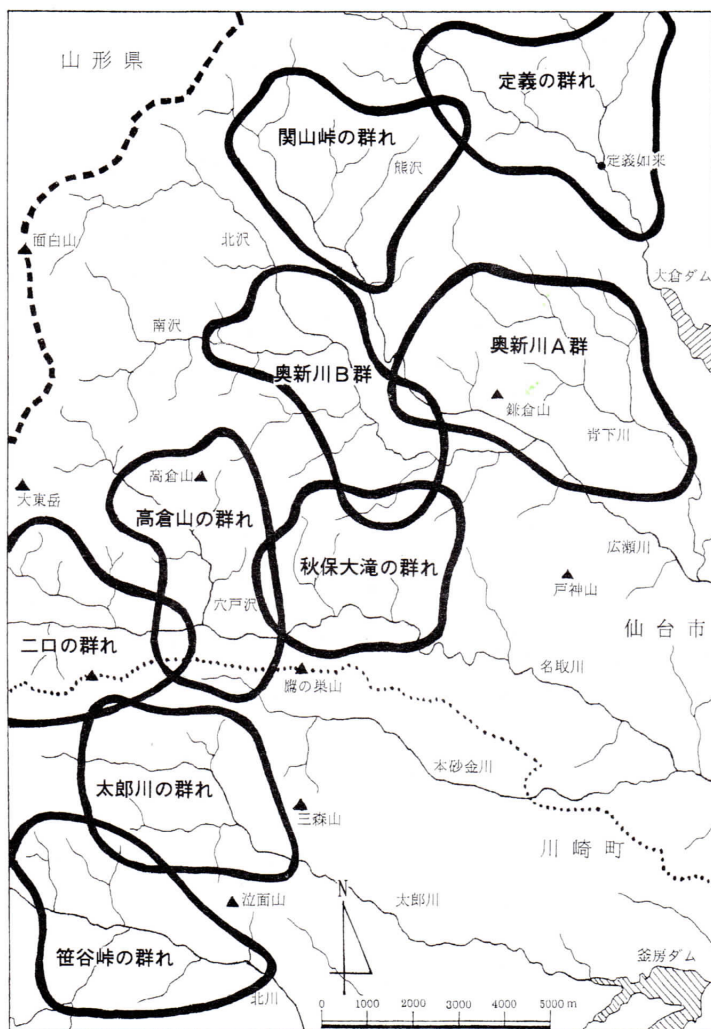 山形県
定義の群れ
関山峠の群れ
熊沢
定義如来
面白山
北沢
大倉ダム
南沢
奥新川A群
奥新川B群
鎌倉山
青下川
高倉山
大東岳
高倉山の群れ
秋保大滝の群れ
広瀬川
戸神山
穴戸沢
仙台市
二口の群れ
名取川
鷹の巣山
本砂金川
太郎川の群れ
三森山
川崎町
泣面山
N
太郎川
笹谷峠の群れ
釜房ダム
北川
0 1000 2000 3000 4000 5000m